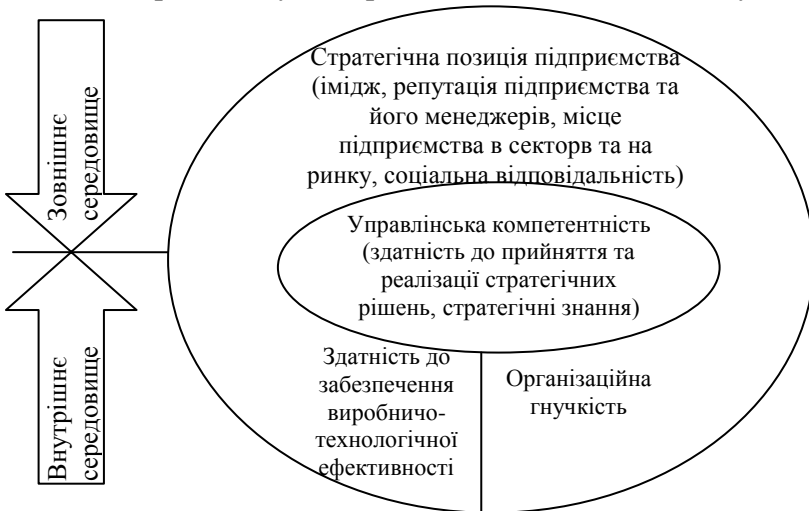 Стратегічна позиція підприємства
(імідж, репутація підприємства та
його менеджерів, місце
підприємства в секторв та на
ринку, соціальна відповідальність)
Зовнішнє
середовище
Управлінська компетентність
(здатність до прийняття та
реалізації стратегічних
рішень, стратегічні знання)
Внутрішнє
середовище
Здатність до
забезпечення
виробничо-
технологічної
ефективності
Організаційна
гнучкість